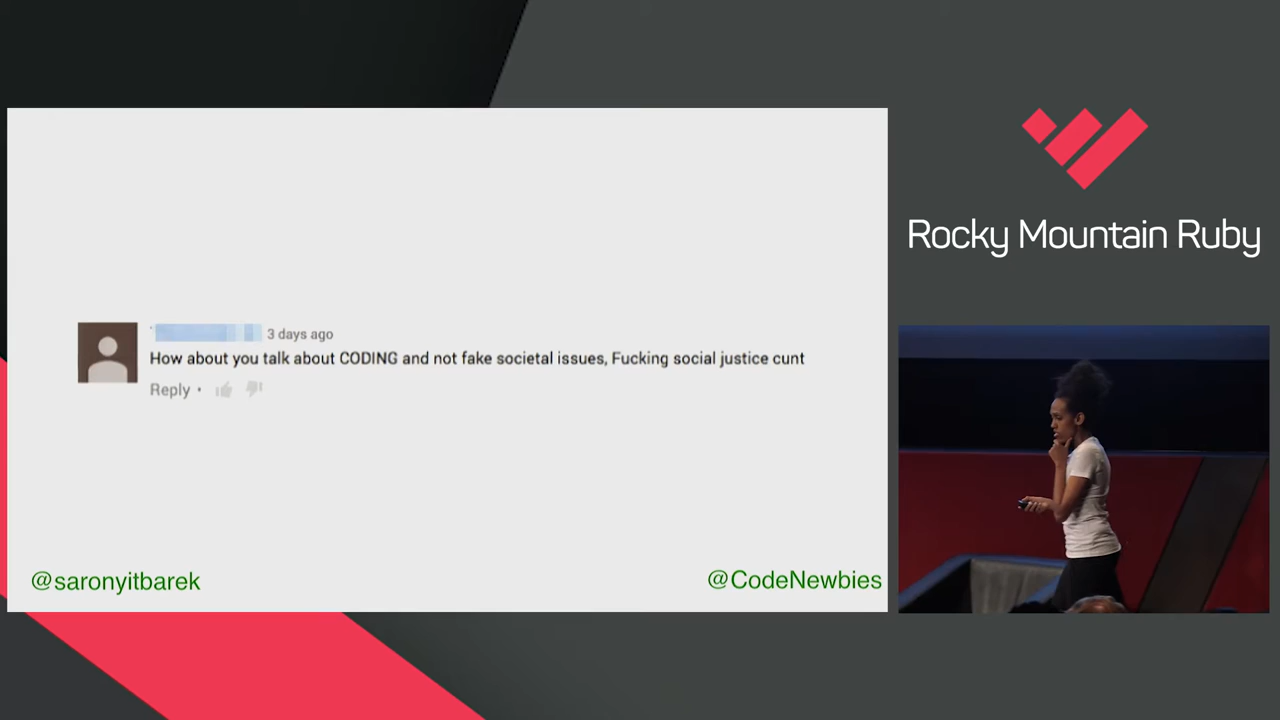 3 days ago
How about you talk about CODING and not fake societal issues, Fucking social justice cunt
Reply •
@saronyitbarek
@CodeNewbies
Rocky Mountain Ruby